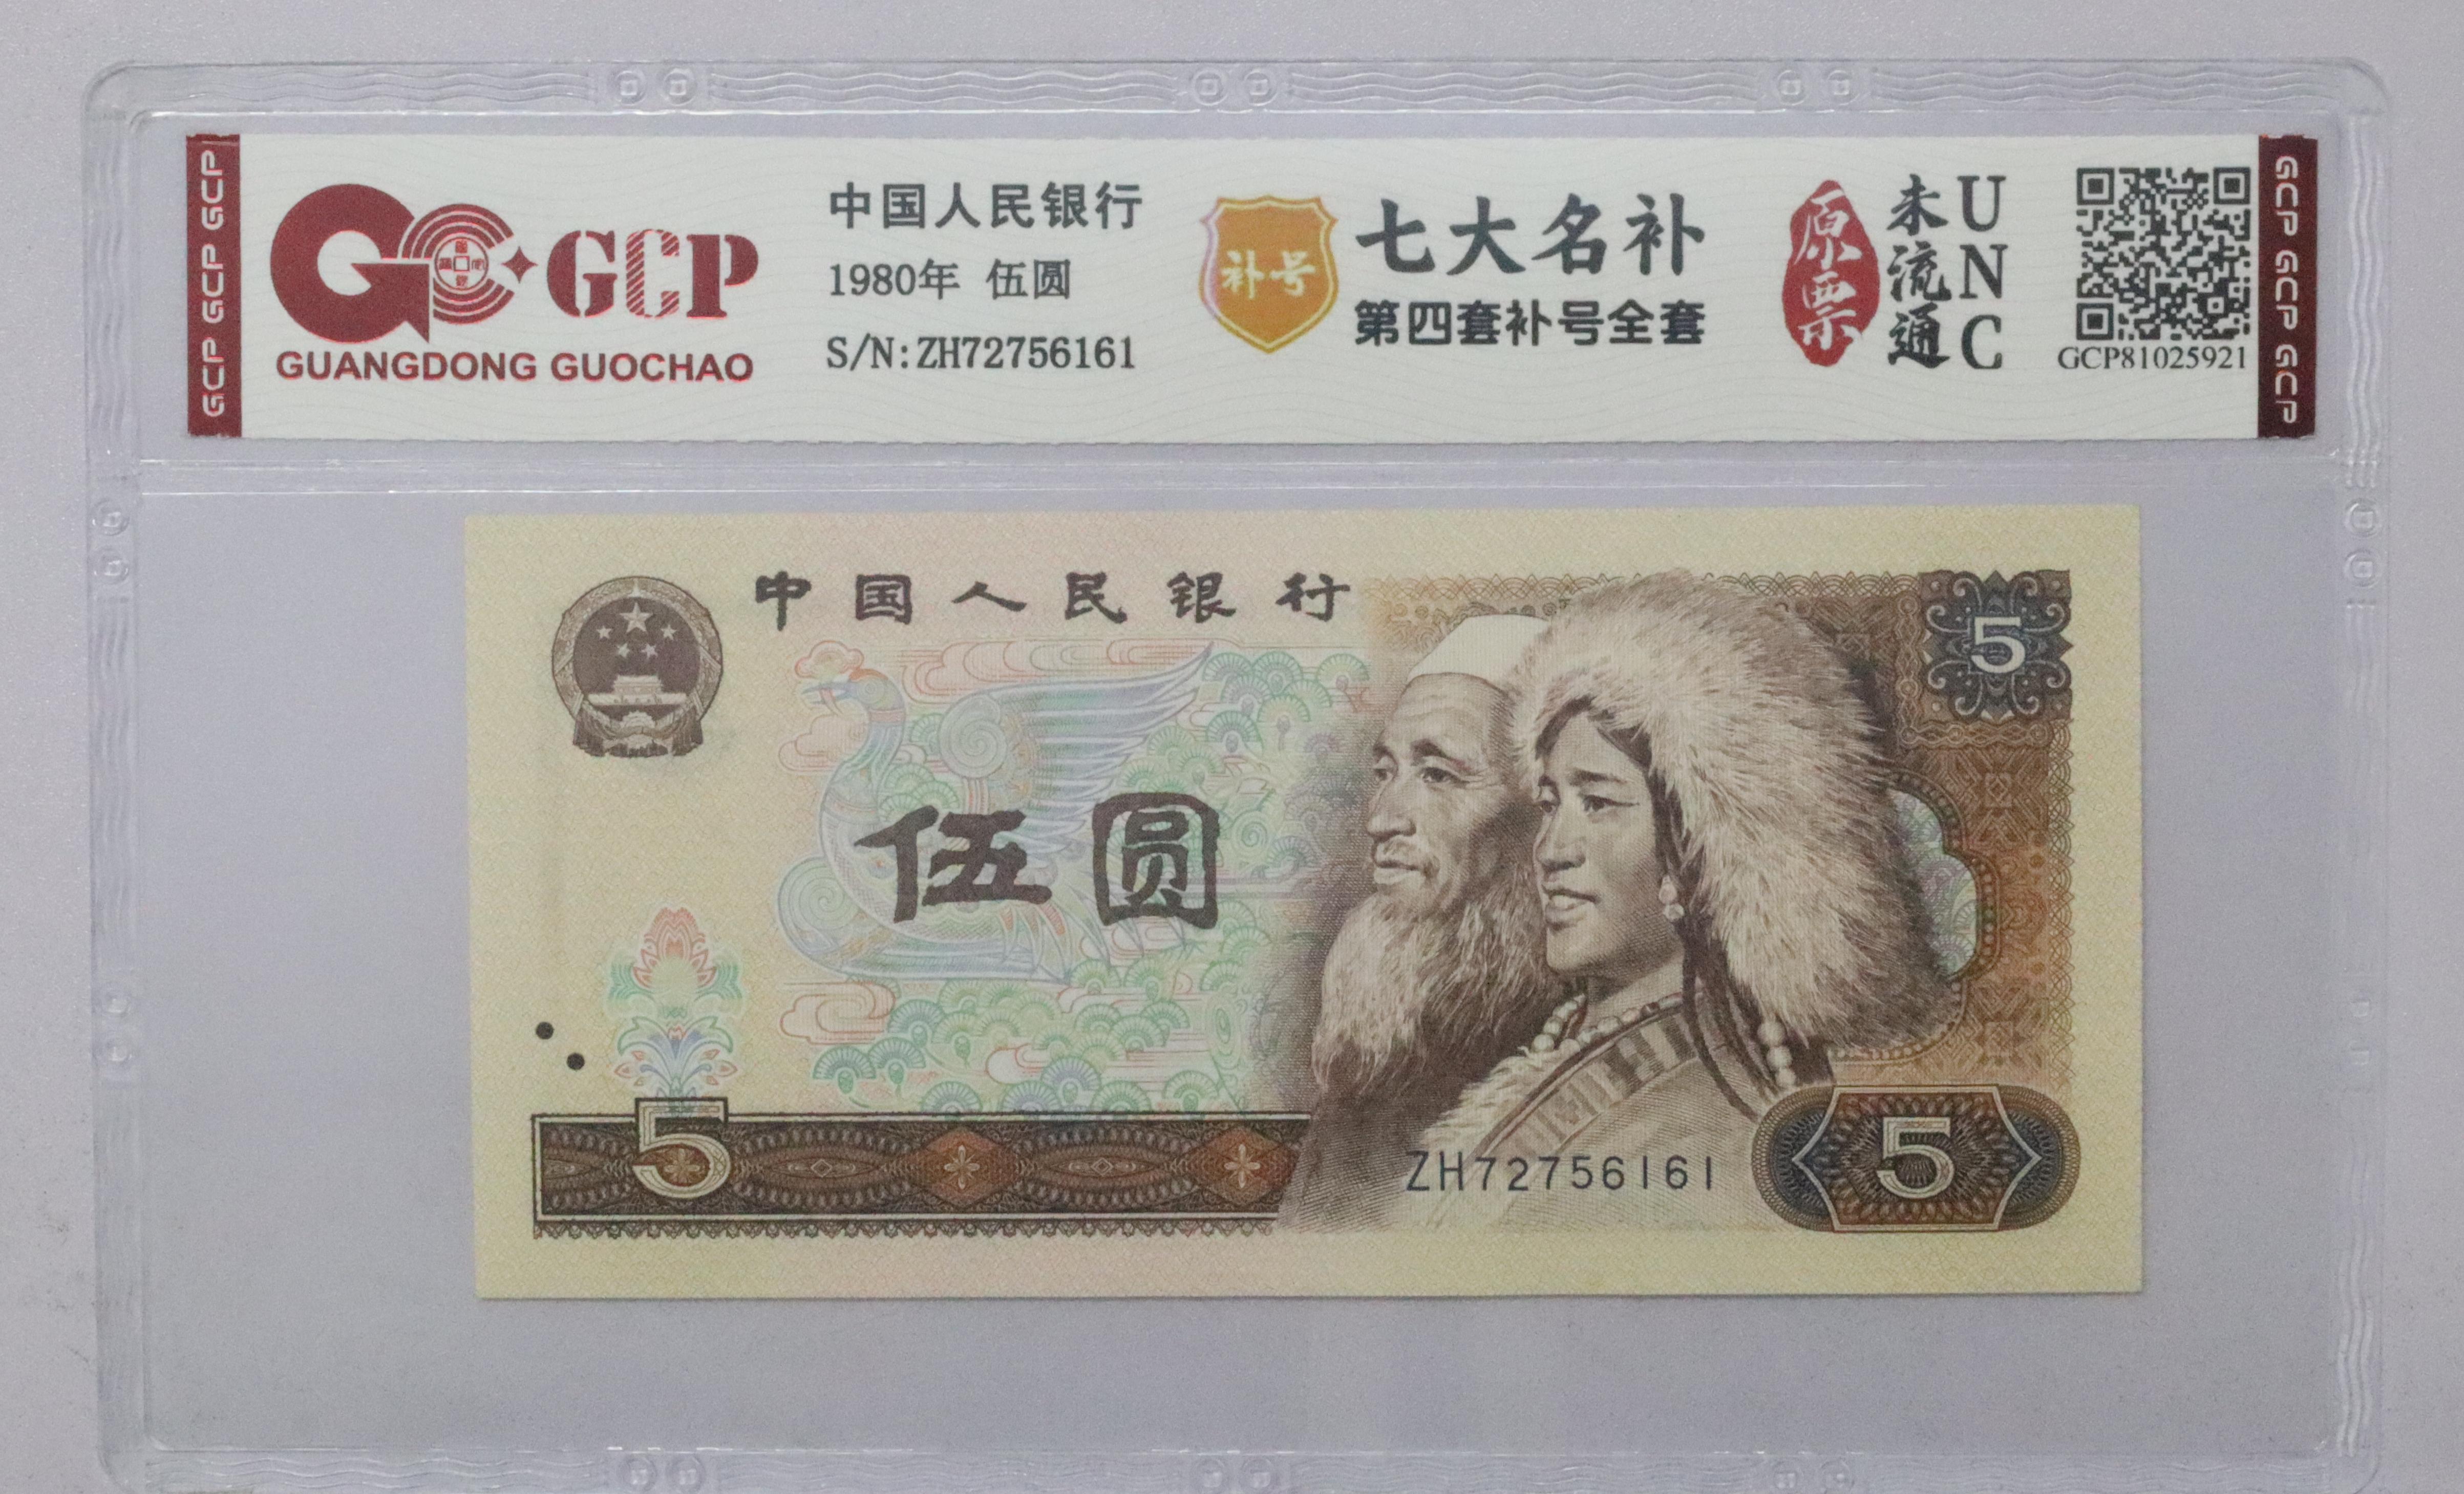 GCP GCP GCP
GCP
GUANGDONG GUOCHAO
中国人民银行
1980年 伍圆
S/N:ZH72756161
补号
七大名补
第四套补号全套
原票
未流通
UNC
GCP81025921
GCP GCP GCP
中国人民银行
5
伍圆
5
ZH72756161
5